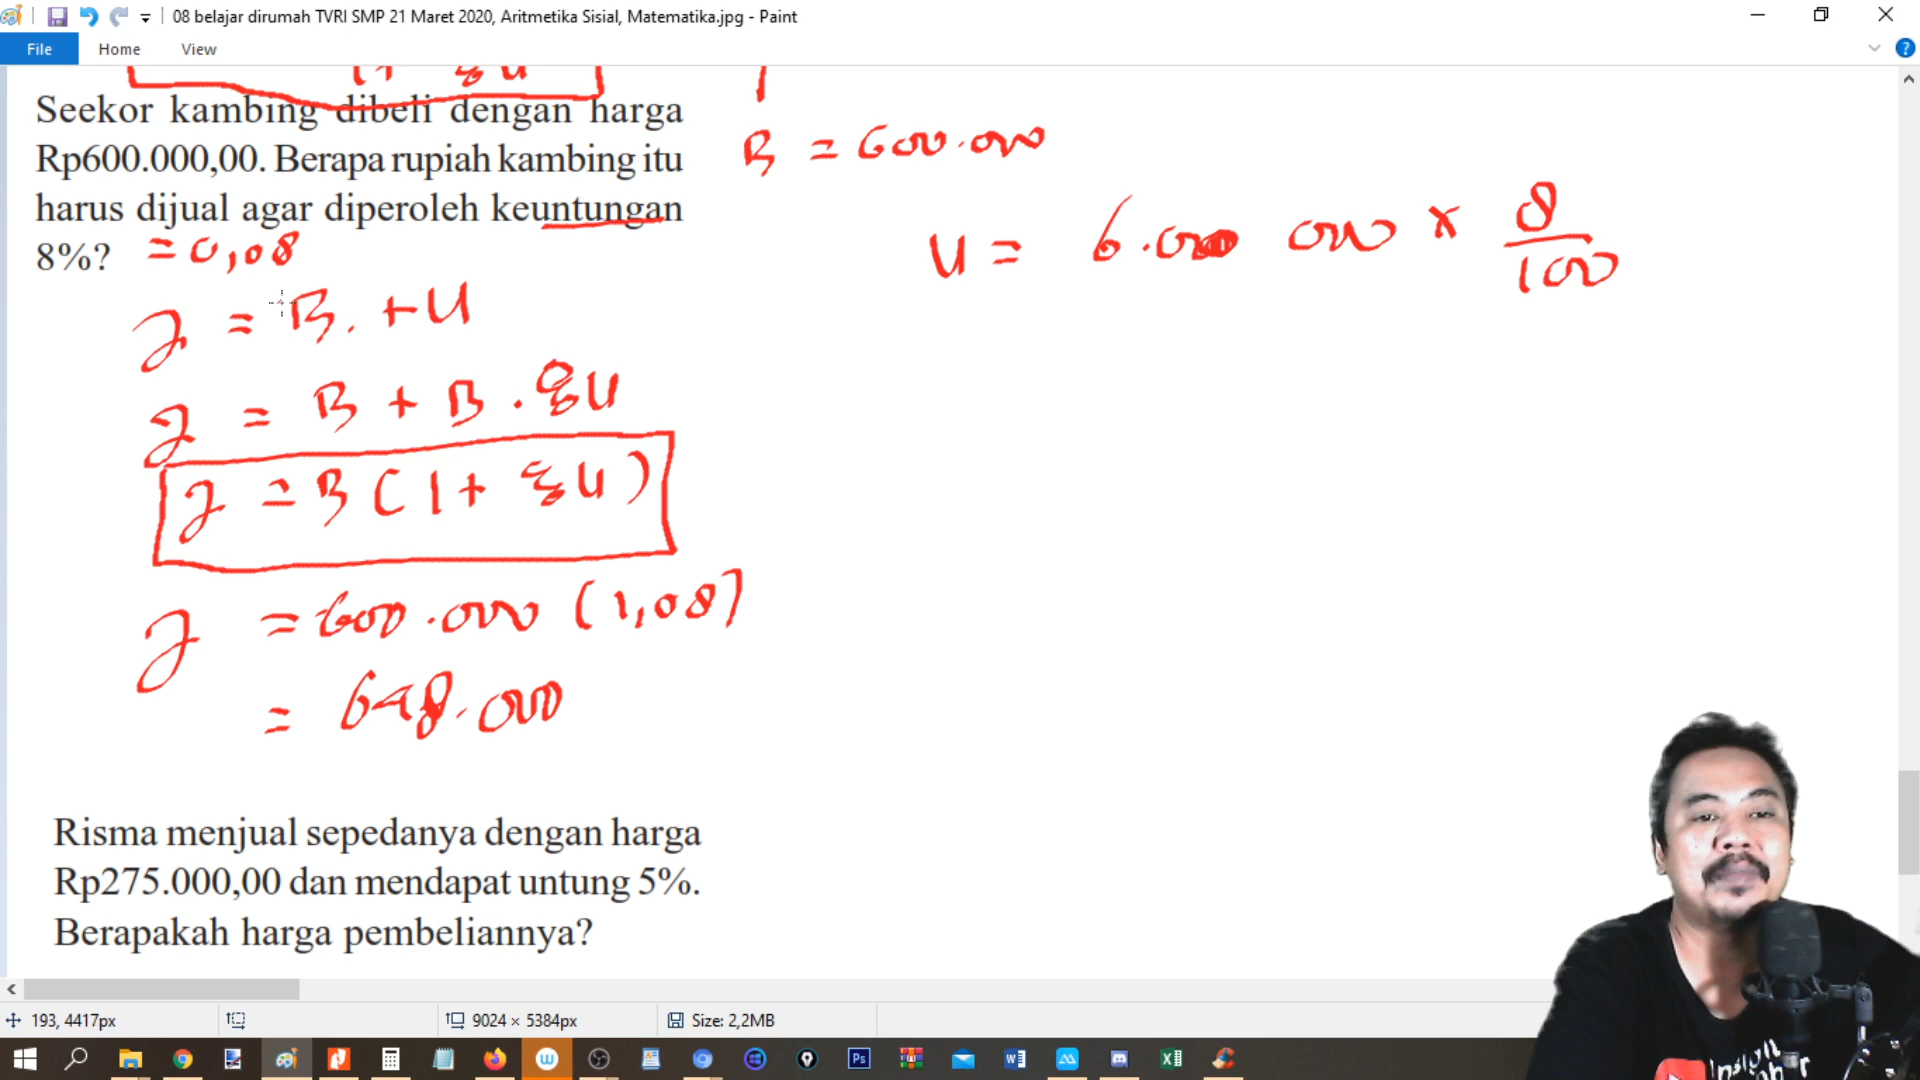 08 belajar dirumah TVRI SMP 21 Maret 2020, Aritmetika Sisial, Matematika.jpg - Paint
File Home View
1+ %U
Seekor kambing dibeli dengan harga
Rp600.000,00. Berapa rupiah kambing itu
harus dijual agar diperoleh keuntungan
8%? = 0,08
J = B. + U
J = B + B . %U
J = B ( 1 + %U )
J = 600.000 ( 1,08 )
= 648.000
B = 600.000
U = 6.00 000 x 8/100
Risma menjual sepedanya dengan harga
Rp275.000,00 dan mendapat untung 5%.
Berapakah harga pembeliannya?
193, 4417px
9024 × 5384px
Size: 2,2MB
Ps